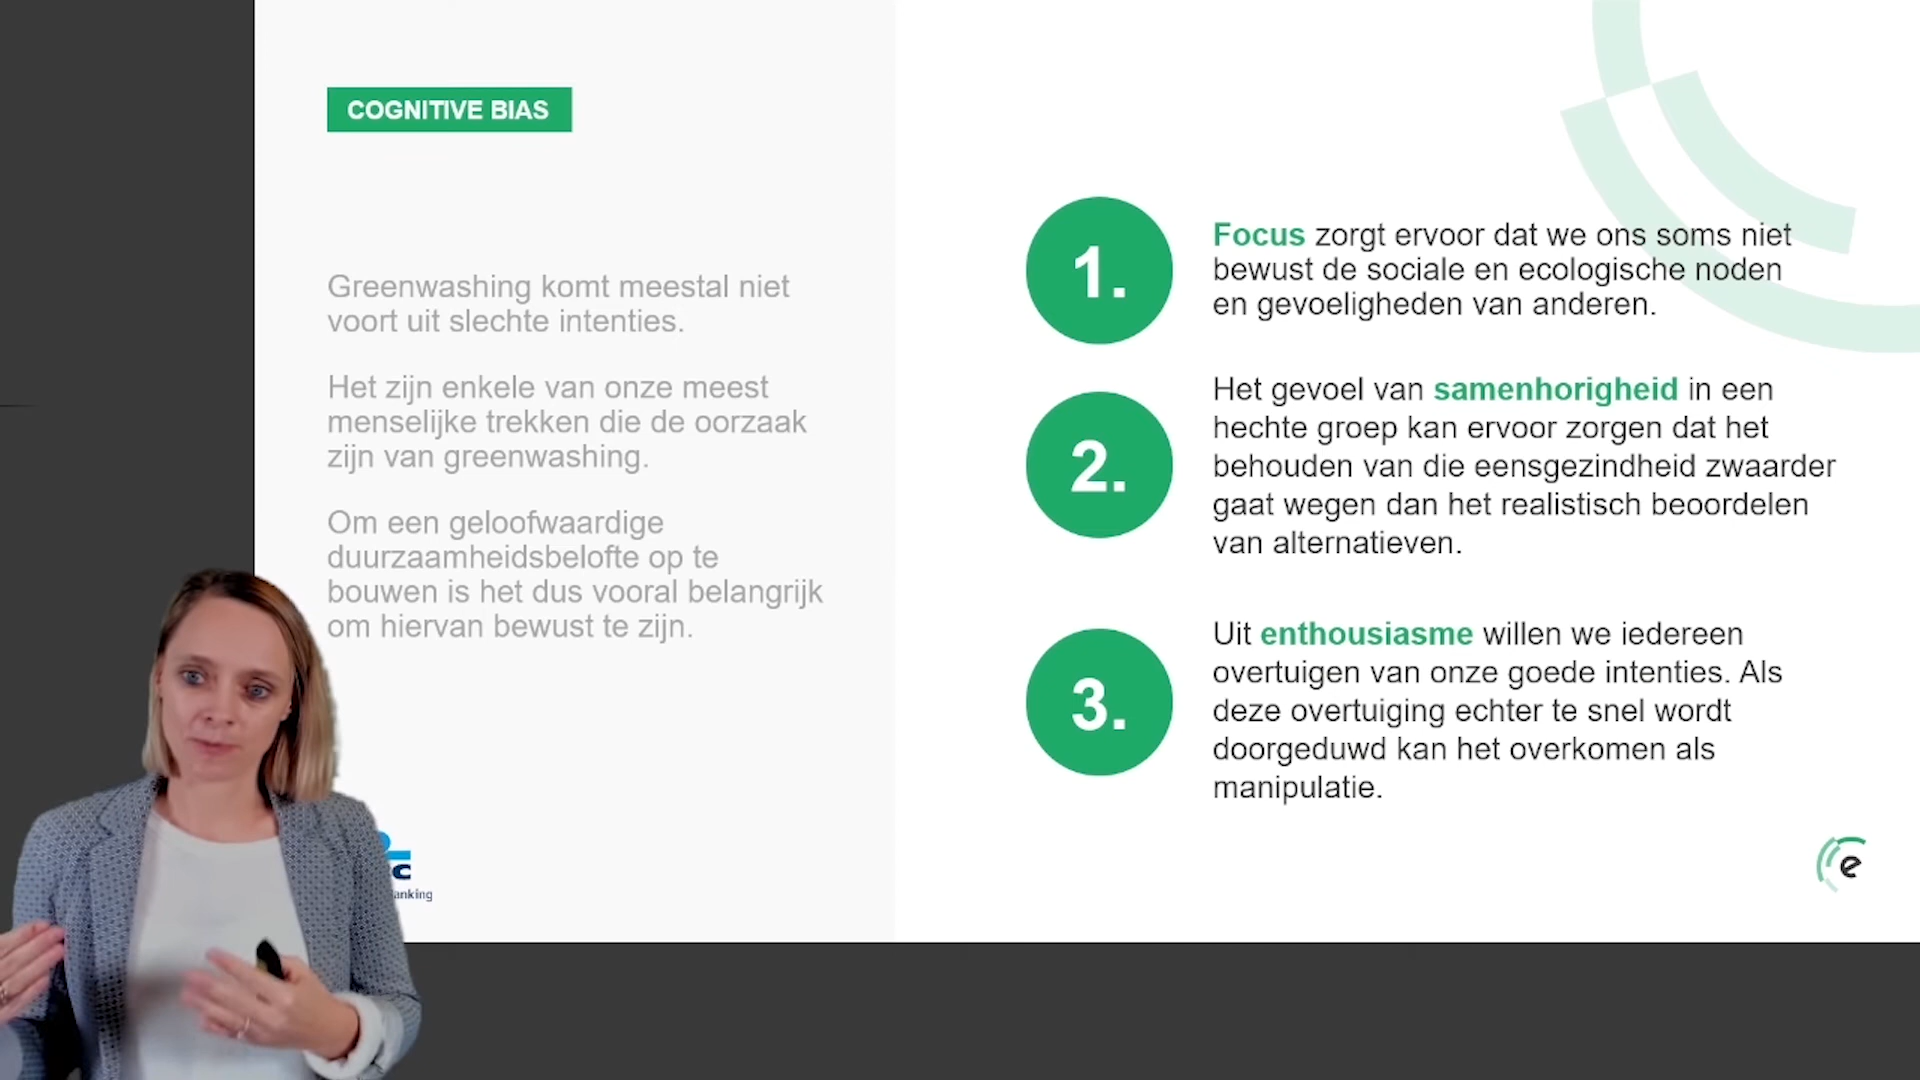 COGNITIVE BIAS
Greenwashing komt meestal niet
voort uit slechte intenties.
Het zijn enkele van onze meest
menselijke trekken die de oorzaak
zijn van greenwashing.
Om een geloofwaardige
duurzaamheidsbelofte op te
bouwen is het dus vooral belangrijk
om hiervan bewust te zijn.
1.
Focus zorgt ervoor dat we ons soms niet
bewust de sociale en ecologische noden
en gevoeligheden van anderen.
2.
Het gevoel van samenhorigheid in een
hechte groep kan ervoor zorgen dat het
behouden van die eensgezindheid zwaarder
gaat wegen dan het realistisch beoordelen
van alternatieven.
3.
Uit enthousiasme willen we iedereen
overtuigen van onze goede intenties. Als
deze overtuiging echter te snel wordt
doorgeduwd kan het overkomen als
manipulatie.
e